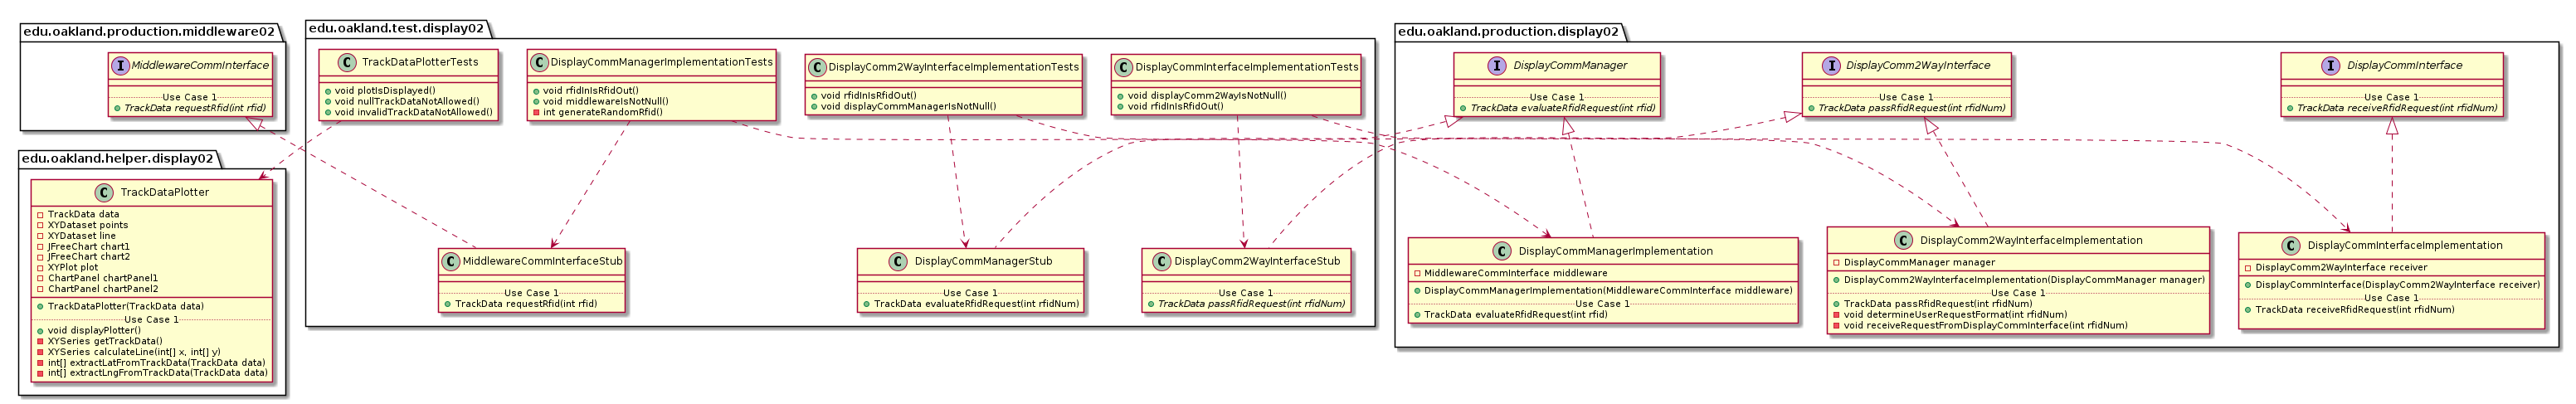 edu.oakland.production.middleware02
I MiddlewareCommInterface
Use Case 1
TrackData requestRfid(int rfid)
edu.oakland.helper.display02
C TrackDataPlotter
TrackData data
XYDataset points
XYDataset line
JFreeChart chart1
JFreeChart chart2
XYPlot plot
ChartPanel chartPanel1
ChartPanel chartPanel2
TrackDataPlotter(TrackData data)
Use Case 1
void displayPlotter()
XYSeries getTrackData()
XYSeries calculateLine(int[] x, int[] y)
int[] extractLatFromTrackData(TrackData data)
int[] extractLngFromTrackData(TrackData data)
edu.oakland.test.display02
C TrackDataPlotterTests
void plotIsDisplayed()
void nullTrackDataNotAllowed()
void invalidTrackDataNotAllowed()
C DisplayCommManagerImplementationTests
void rfidInIsRfidOut()
void middlewareIsNotNull()
int generateRandomRfid()
C DisplayComm2WayInterfaceImplementationTests
void rfidInIsRfidOut()
void displayCommManagerIsNotNull()
C DisplayCommInterfaceImplementationTests
void displayComm2WayIsNotNull()
void rfidInIsRfidOut()
C MiddlewareCommInterfaceStub
Use Case 1
TrackData requestRfid(int rfid)
C DisplayCommManagerStub
Use Case 1
TrackData evaluateRfidRequest(int rfidNum)
C DisplayComm2WayInterfaceStub
Use Case 1
TrackData passRfidRequest(int rfidNum)
edu.oakland.production.display02
I DisplayCommManager
Use Case 1
TrackData evaluateRfidRequest(int rfid)
I DisplayComm2WayInterface
Use Case 1
TrackData passRfidRequest(int rfidNum)
I DisplayCommInterface
Use Case 1
TrackData receiveRfidRequest(int rfidNum)
C DisplayCommManagerImplementation
MiddlewareCommInterface middleware
DisplayCommManagerImplementation(MiddlewareCommInterface middleware)
Use Case 1
TrackData evaluateRfidRequest(int rfid)
C DisplayComm2WayInterfaceImplementation
DisplayCommManager manager
DisplayComm2WayInterfaceImplementation(DisplayCommManager manager)
Use Case 1
TrackData passRfidRequest(int rfidNum)
void determineUserRequestFormat(int rfidNum)
void receiveRequestFromDisplayCommInterface(int rfidNum)
C DisplayCommInterfaceImplementation
DisplayComm2WayInterface receiver
DisplayCommInterface(DisplayComm2WayInterface receiver)
Use Case 1
TrackData receiveRfidRequest(int rfidNum)